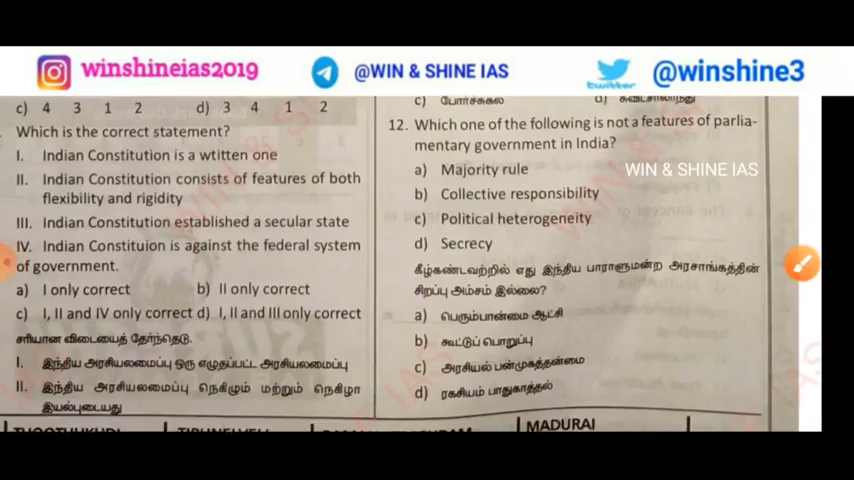 winshineias2019
@WIN & SHINE IAS
twitter
@winshine3
c) 4 3 1 2 d) 3 4 1 2
Which is the correct statement?
I. Indian Constitution is a wtitten one
II. Indian Constitution consists of features of both
flexibility and rigidity
III. Indian Constitution established a secular state
IV. Indian Constituion is against the federal system
of government.
a) I only correct b) II only correct
c) I, II and IV only correct d) I, II and III only correct
சரியான விடையைத் தேர்ந்தெடு.
I. இந்திய அரசியலமைப்பு ஒரு எழுதப்பட்ட அரசியலமைப்பு
II. இந்திய அரசியலமைப்பு நெகிழும் மற்றும் நெகிழா
இயல்புடையது
12. Which one of the following is not a features of parlia-
mentary government in India?
a) Majority rule
WIN & SHINE IAS
b) Collective responsibility
c) Political heterogeneity
d) Secrecy
கீழ்கண்டவற்றில் எது இந்திய பாராளுமன்ற அரசாங்கத்தின்
சிறப்பு அம்சம் இல்லை?
a) பெரும்பான்மை ஆட்சி
b) கூட்டுப் பொறுப்பு
c) அரசியல் பன்முகத்தன்மை
d) ரகசியம் பாதுகாத்தல்
MADURAI